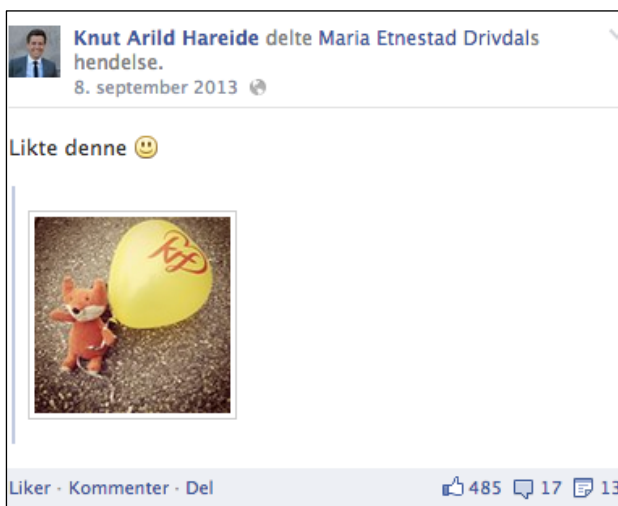 Knut Arild Hareide delte Maria Etnestad Drivdals
hendelse.
8. september 2013
Likte denne
krf
Liker · Kommenter · Del 485 17 13